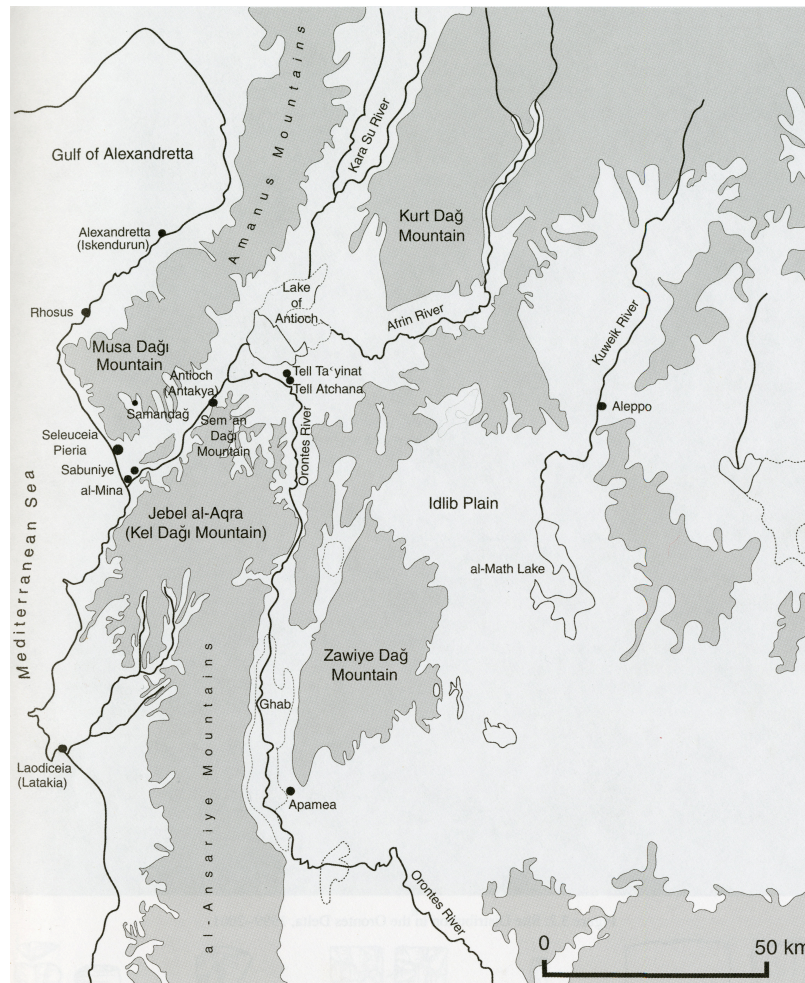 Amanus Mountains
Kara Su River
Gulf of Alexandretta
Kurt Dağ
Mountain
Alexandretta
(Iskendurun)
Lake
of
Antioch
Rhosus
Afrin River
Kuweik River
Musa Dağı
Mountain
Antioch
(Antakya)
Tell Taʿyinat
Tell Atchana
Samandağ
Aleppo
Sem'an
Dağı
Mountain
Orontes River
Seleuceia
Pieria
Sabuniye
al-Mina
Mediterranean Sea
Jebel al-Aqra
(Kel Dağı Mountain)
Idlib Plain
al-Math Lake
Zawiye Dağ
Mountain
Ghab
al-Ansariye Mountains
Laodiceia
(Latakia)
Apamea
Orontes River
0
50 km